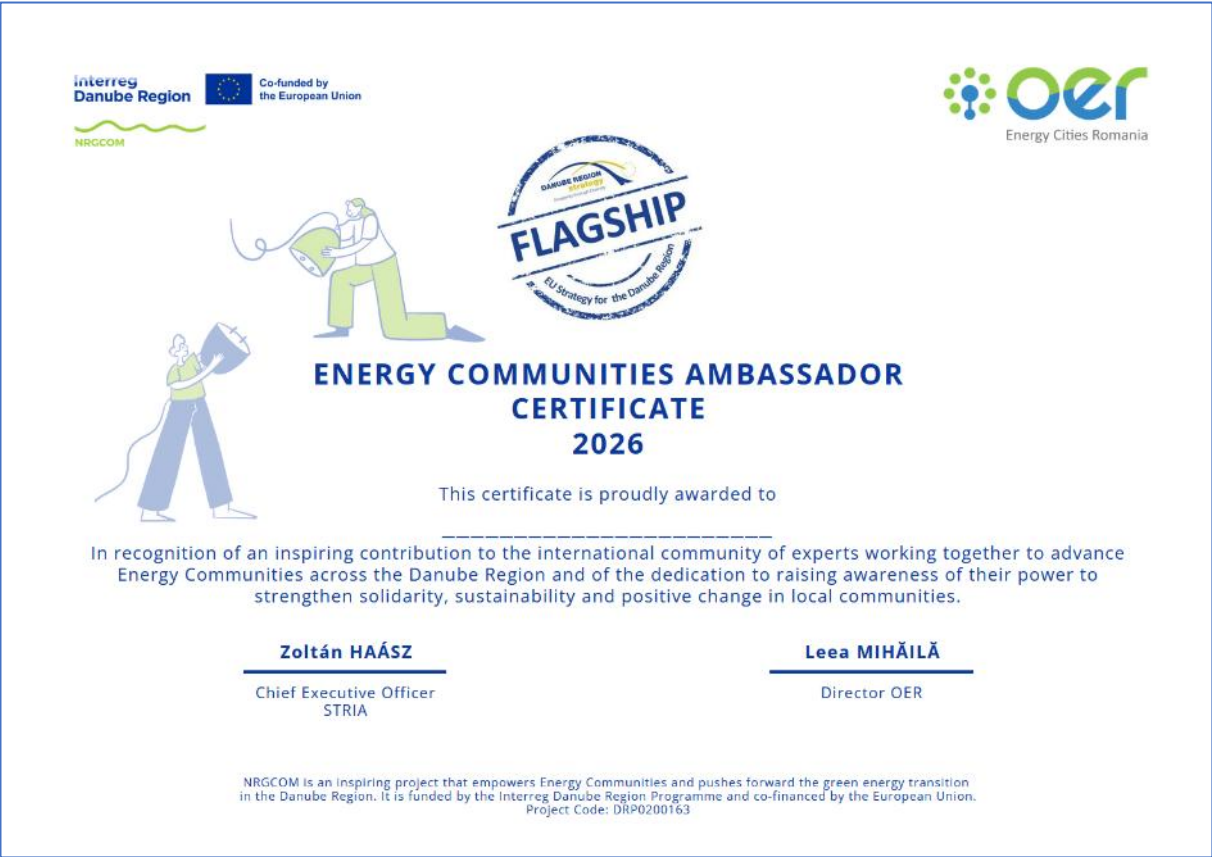 Interreg
Danube Region
Co-funded by
the European Union
NRGCOM
oer
Energy Cities Romania
DANUBE REGION
strategy
FLAGSHIP
EU Strategy for the Danube Region
ENERGY COMMUNITIES AMBASSADOR
CERTIFICATE
2026
This certificate is proudly awarded to
_______________________
In recognition of an inspiring contribution to the international community of experts working together to advance
Energy Communities across the Danube Region and of the dedication to raising awareness of their power to
strengthen solidarity, sustainability and positive change in local communities.
Zoltán HAÁSZ
Chief Executive Officer
STRIA
Leea MIHĂILĂ
Director OER
NRGCOM is an inspiring project that empowers Energy Communities and pushes forward the green energy transition
in the Danube Region. It is funded by the Interreg Danube Region Programme and co-financed by the European Union.
Project Code: DRP0200163